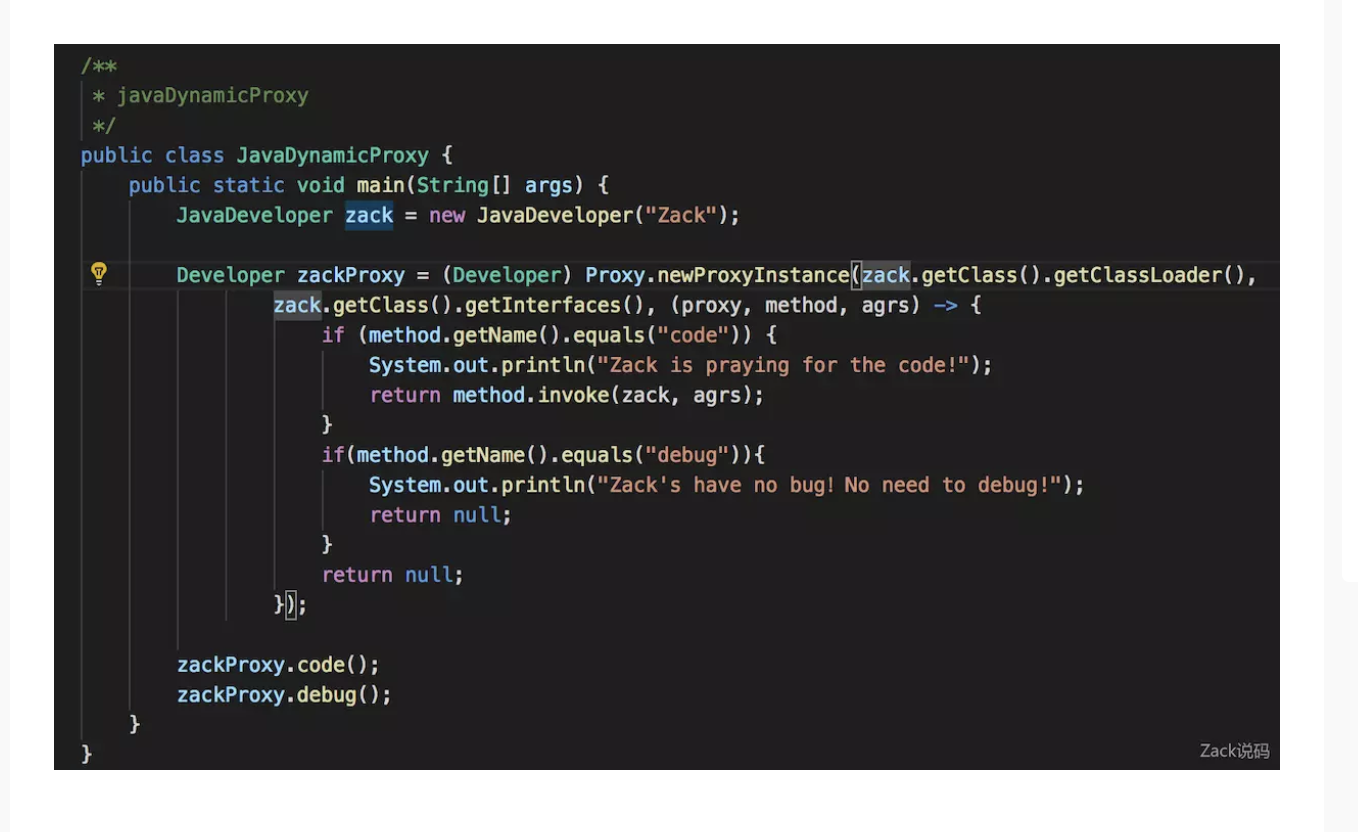 /**
* javaDynamicProxy
*/
public class JavaDynamicProxy {
public static void main(String[] args) {
JavaDeveloper zack = new JavaDeveloper("Zack");
Developer zackProxy = (Developer) Proxy.newProxyInstance(zack.getClass().getClassLoader(),
zack.getClass().getInterfaces(), (proxy, method, agrs) -> {
if (method.getName().equals("code")) {
System.out.println("Zack is praying for the code!");
return method.invoke(zack, agrs);
}
if(method.getName().equals("debug")){
System.out.println("Zack's have no bug! No need to debug!");
return null;
}
return null;
});
zackProxy.code();
zackProxy.debug();
}
}
Zack说码